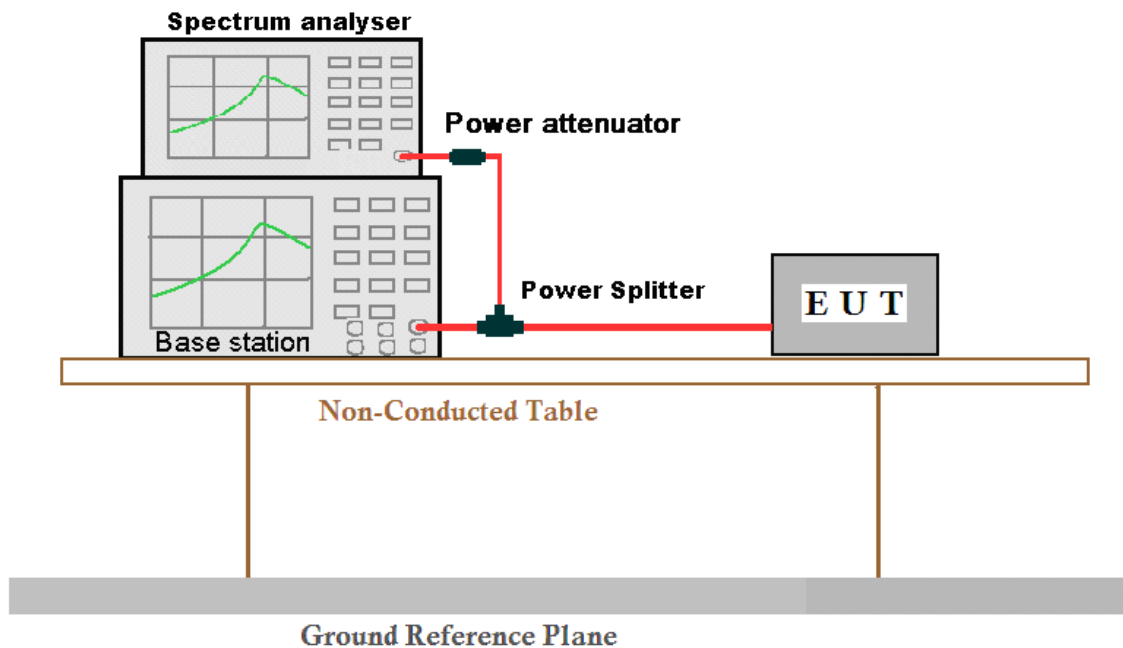 Spectrum analyser
Power attenuator
Power Splitter
E U T
Base station
Non-Conducted Table
Ground Reference Plane